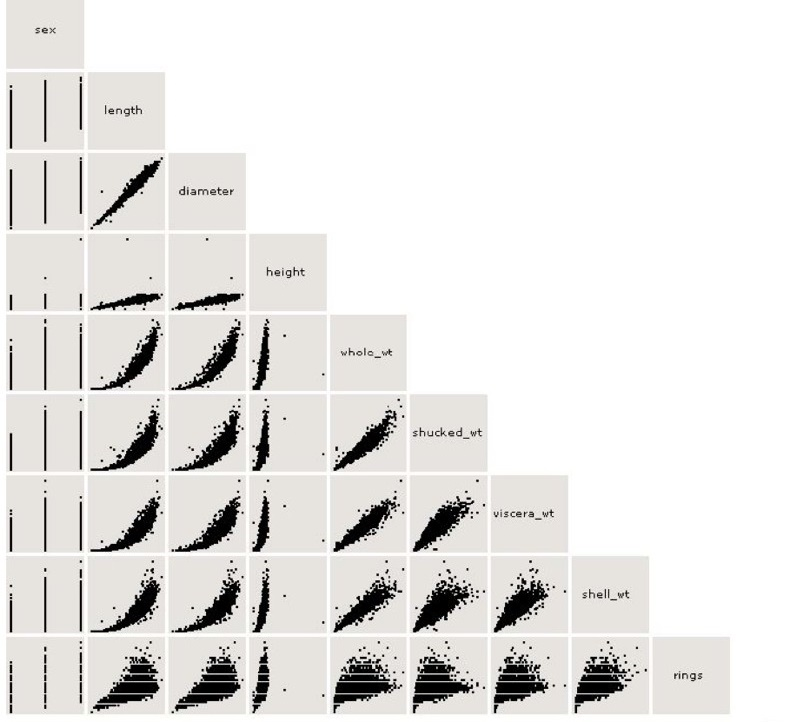 sex
length
diameter
height
whole_wt
shucked_wt
viscera_wt
shell_wt
rings